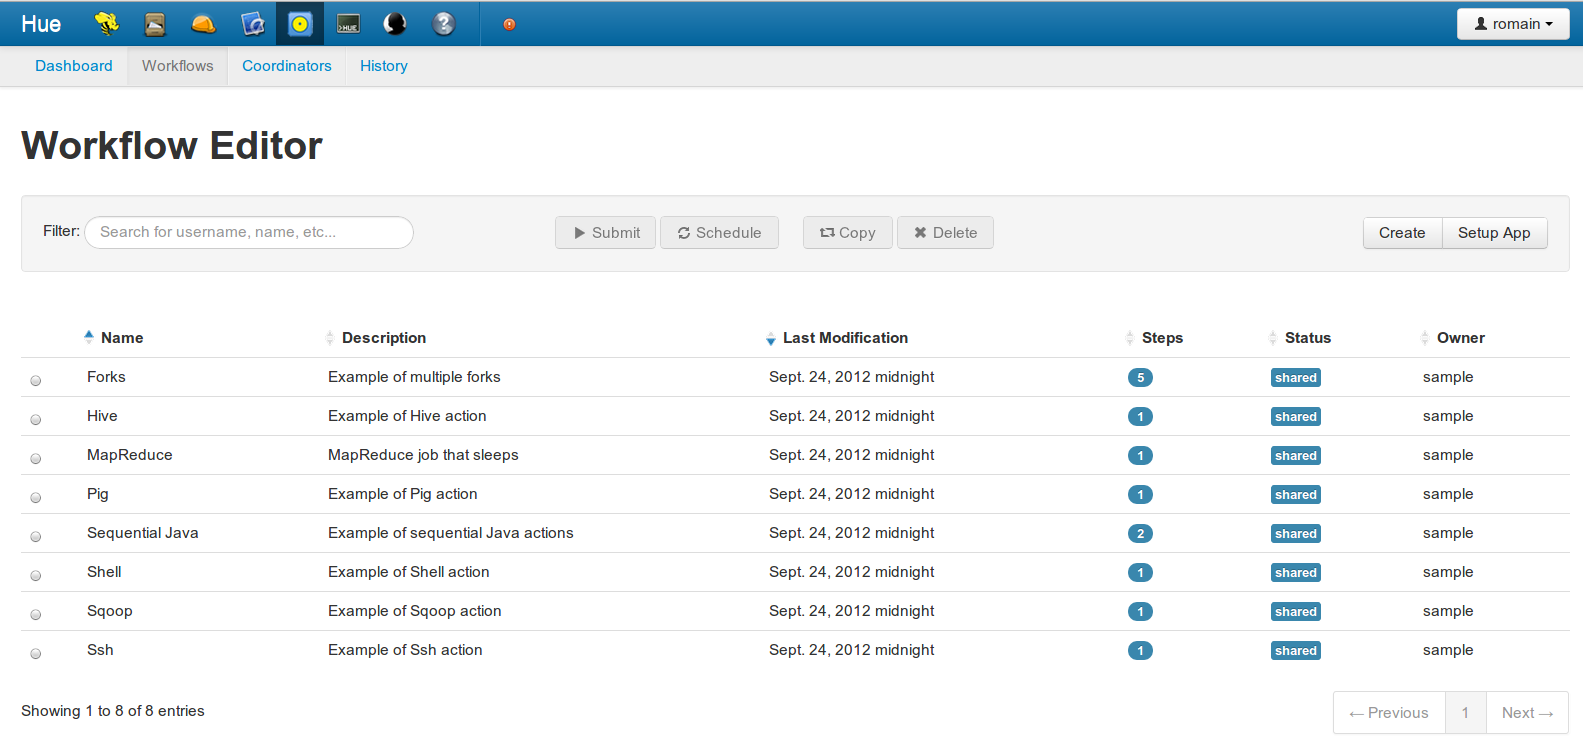 Hue romain
Dashboard Workflows Coordinators History
Workflow Editor
Filter: Search for username, name, etc... Submit Schedule Copy Delete Create Setup App
Name Description Last Modification Steps Status Owner
Forks Example of multiple forks Sept. 24, 2012 midnight 5 shared sample
Hive Example of Hive action Sept. 24, 2012 midnight 1 shared sample
MapReduce MapReduce job that sleeps Sept. 24, 2012 midnight 1 shared sample
Pig Example of Pig action Sept. 24, 2012 midnight 1 shared sample
Sequential Java Example of sequential Java actions Sept. 24, 2012 midnight 2 shared sample
Shell Example of Shell action Sept. 24, 2012 midnight 1 shared sample
Sqoop Example of Sqoop action Sept. 24, 2012 midnight 1 shared sample
Ssh Example of Ssh action Sept. 24, 2012 midnight 1 shared sample
Showing 1 to 8 of 8 entries ← Previous 1 Next →